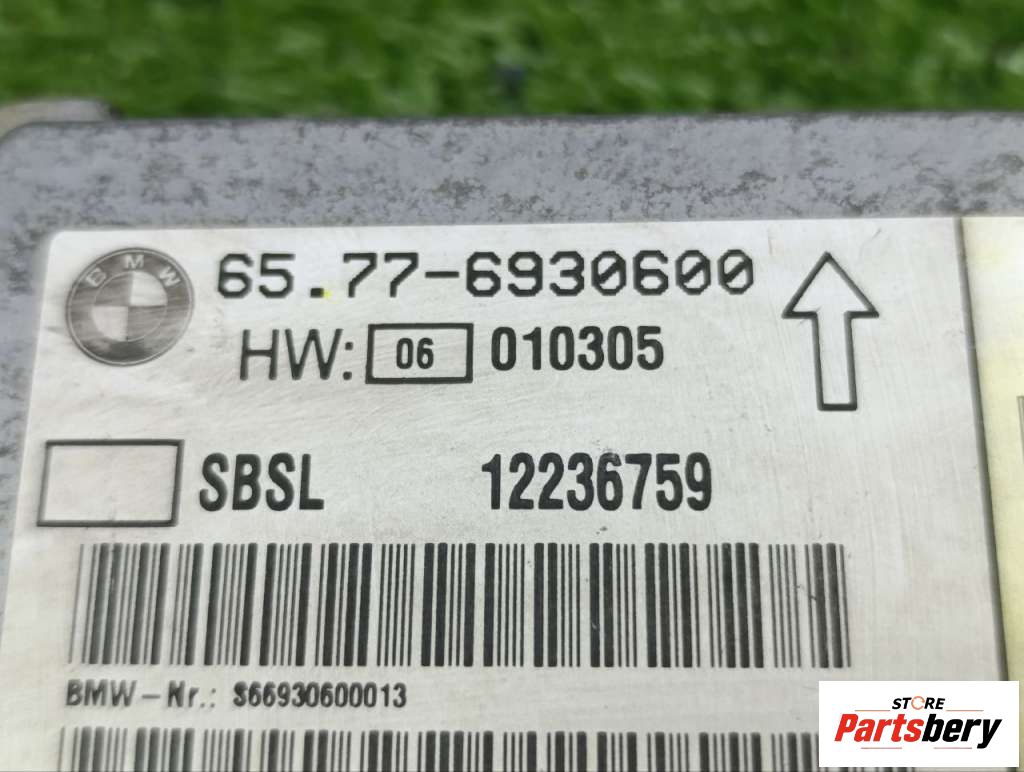 BMW 65.77-6930600
HW: 06 010305
SBSL 12236759
BMW-Nr.: S66930600013
STORE
Partsbery